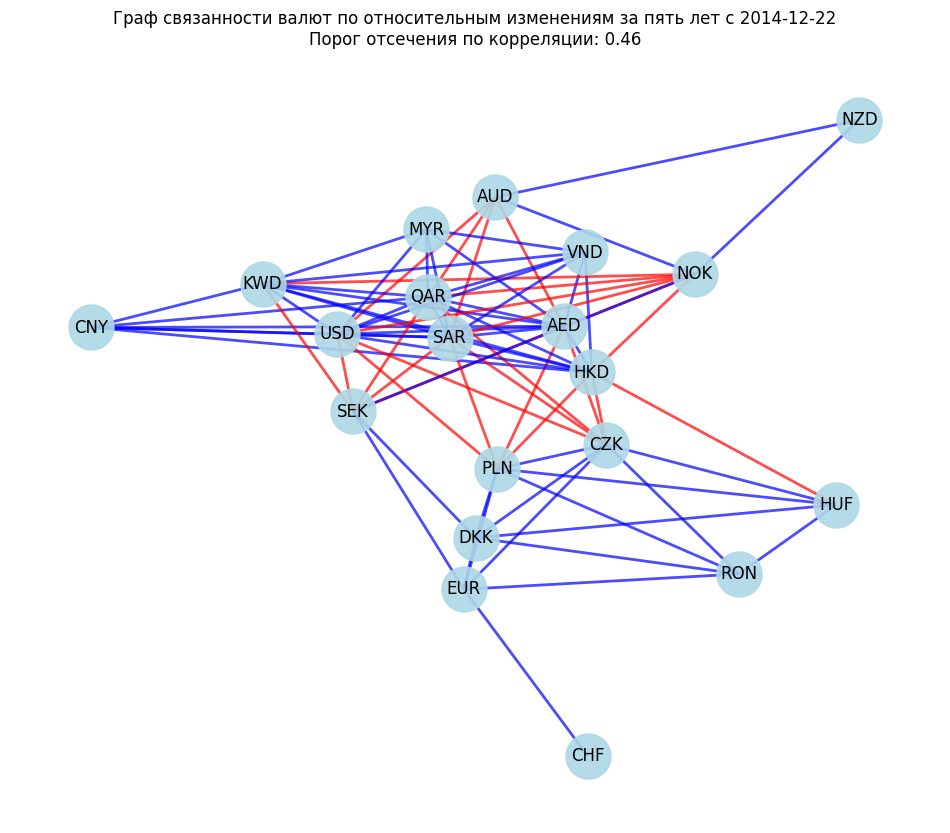 Граф связанности валют по относительным изменениям за пять лет с 2014-12-22
Порог отсечения по корреляции: 0.46
NZD
AUD
MYR
VND
NOK
KWD
QAR
CNY
USD
SAR
AED
HKD
SEK
CZK
PLN
HUF
DKK
RON
EUR
CHF